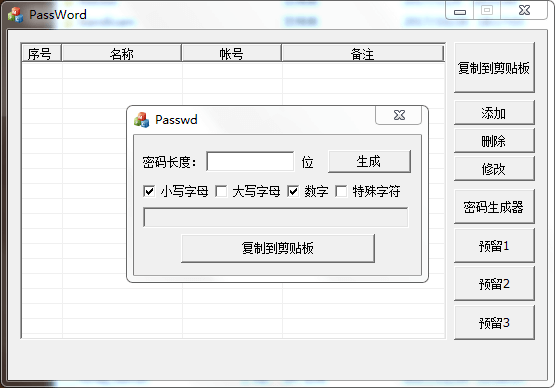 PassWord
序号 名称 帐号 备注
复制到剪贴板
添加
删除
修改
密码生成器
预留1
预留2
预留3
Passwd
密码长度： 位 生成
小写字母 大写字母 数字 特殊字符
复制到剪贴板